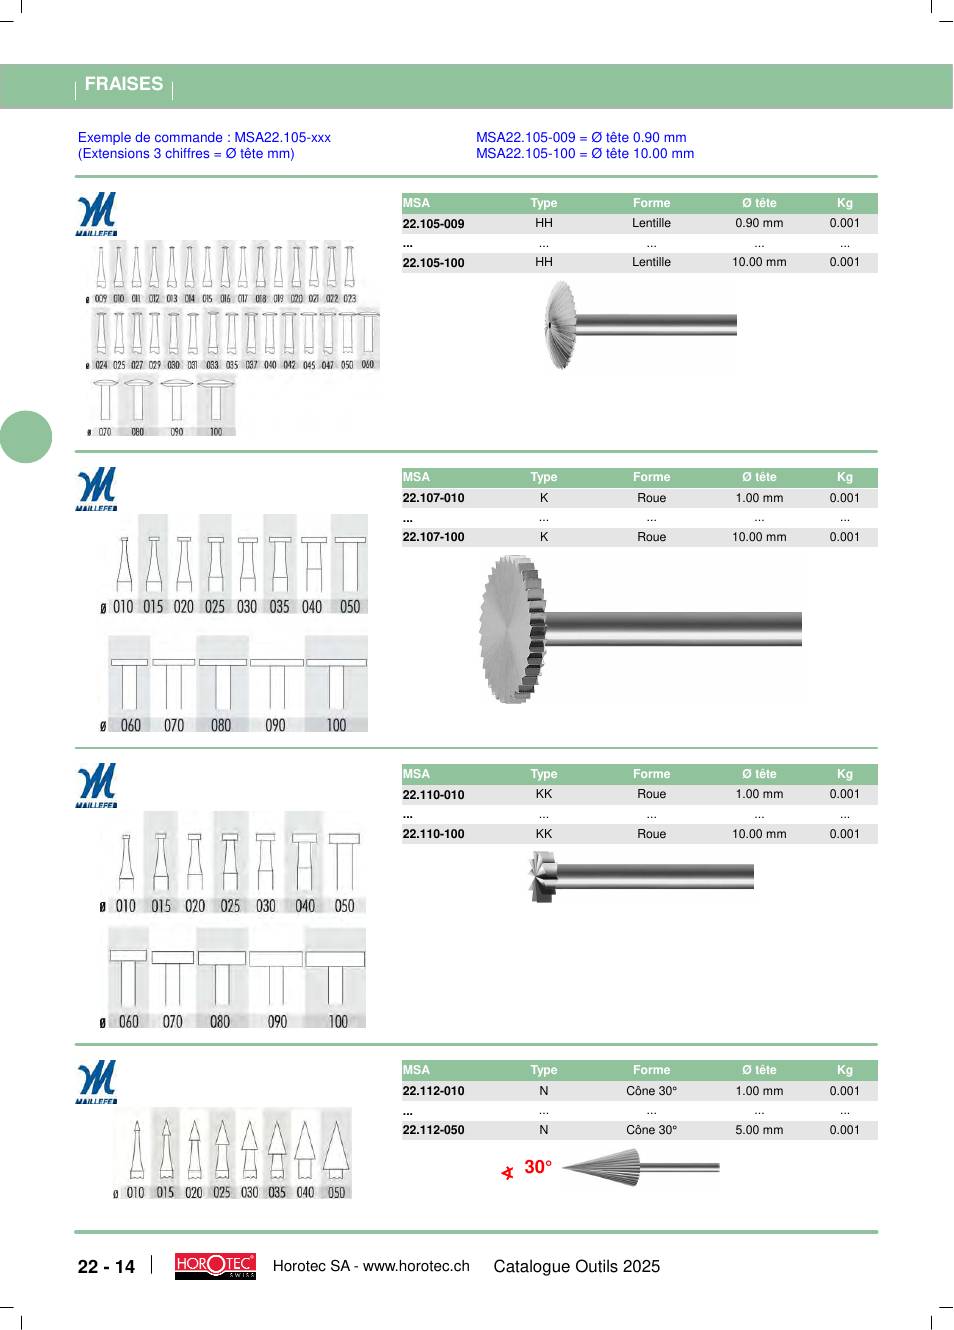 FRAISES
Exemple de commande : MSA22.105-xxx
(Extensions 3 chiffres = Ø tête mm)
MSA22.105-009 = Ø tête 0.90 mm
MSA22.105-100 = Ø tête 10.00 mm
MAILLEFER
MSA Type Forme Ø tête Kg
22.105-009 HH Lentille 0.90 mm 0.001
... ... ... ... ...
22.105-100 HH Lentille 10.00 mm 0.001
ø 009 010 011 012 013 014 015 016 017 018 019 020 021 022 023
ø 024 025 027 029 030 031 033 035 037 040 042 045 047 050 060
ø 070 080 090 100
MAILLEFER
MSA Type Forme Ø tête Kg
22.107-010 K Roue 1.00 mm 0.001
... ... ... ... ...
22.107-100 K Roue 10.00 mm 0.001
ø 010 015 020 025 030 035 040 050
ø 060 070 080 090 100
MAILLEFER
MSA Type Forme Ø tête Kg
22.110-010 KK Roue 1.00 mm 0.001
... ... ... ... ...
22.110-100 KK Roue 10.00 mm 0.001
ø 010 015 020 025 030 040 050
ø 060 070 080 090 100
MAILLEFER
MSA Type Forme Ø tête Kg
22.112-010 N Cône 30° 1.00 mm 0.001
... ... ... ... ...
22.112-050 N Cône 30° 5.00 mm 0.001
∢ 30°
ø 010 015 020 025 030 035 040 050
22 - 14
HOROTEC®
SWISS
Horotec SA - www.horotec.ch
Catalogue Outils 2025